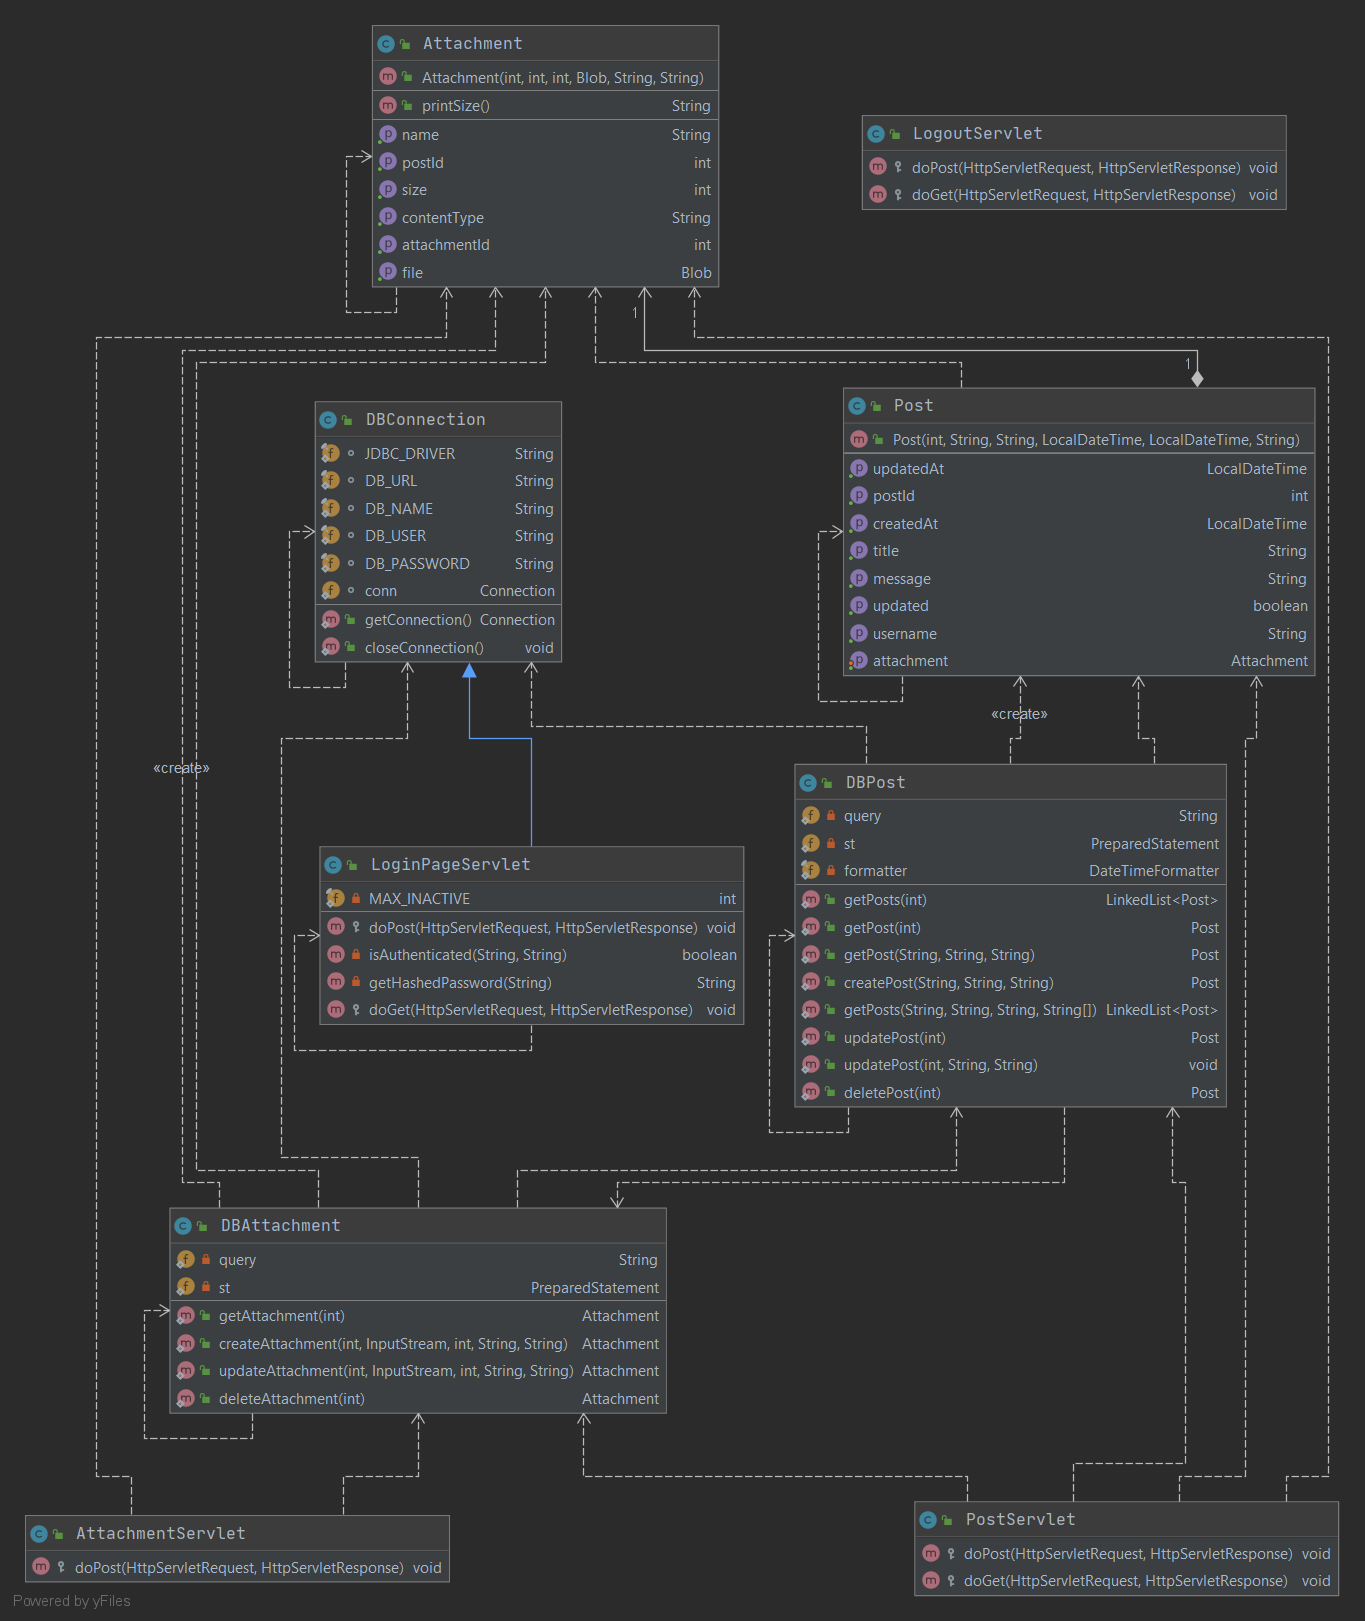 Attachment
Attachment(int, int, int, Blob, String, String)
printSize() String
name String
postId int
size int
contentType String
attachmentId int
file Blob
LogoutServlet
doPost(HttpServletRequest, HttpServletResponse) void
doGet(HttpServletRequest, HttpServletResponse) void
1
1
DBConnection
JDBC_DRIVER String
DB_URL String
DB_NAME String
DB_USER String
DB_PASSWORD String
conn Connection
getConnection() Connection
closeConnection() void
Post
Post(int, String, String, LocalDateTime, LocalDateTime, String)
updatedAt LocalDateTime
postId int
createdAt LocalDateTime
title String
message String
updated boolean
username String
attachment Attachment
«create»
«create»
DBPost
query String
st PreparedStatement
formatter DateTimeFormatter
getPosts(int) LinkedList<Post>
getPost(int) Post
getPost(String, String, String) Post
createPost(String, String, String) Post
getPosts(String, String, String, String[]) LinkedList<Post>
updatePost(int) Post
updatePost(int, String, String) void
deletePost(int) Post
LoginPageServlet
MAX_INACTIVE int
doPost(HttpServletRequest, HttpServletResponse) void
isAuthenticated(String, String) boolean
getHashedPassword(String) String
doGet(HttpServletRequest, HttpServletResponse) void
DBAttachment
query String
st PreparedStatement
getAttachment(int) Attachment
createAttachment(int, InputStream, int, String, String) Attachment
updateAttachment(int, InputStream, int, String, String) Attachment
deleteAttachment(int) Attachment
AttachmentServlet
doPost(HttpServletRequest, HttpServletResponse) void
PostServlet
doPost(HttpServletRequest, HttpServletResponse) void
doGet(HttpServletRequest, HttpServletResponse) void
Powered by yFiles